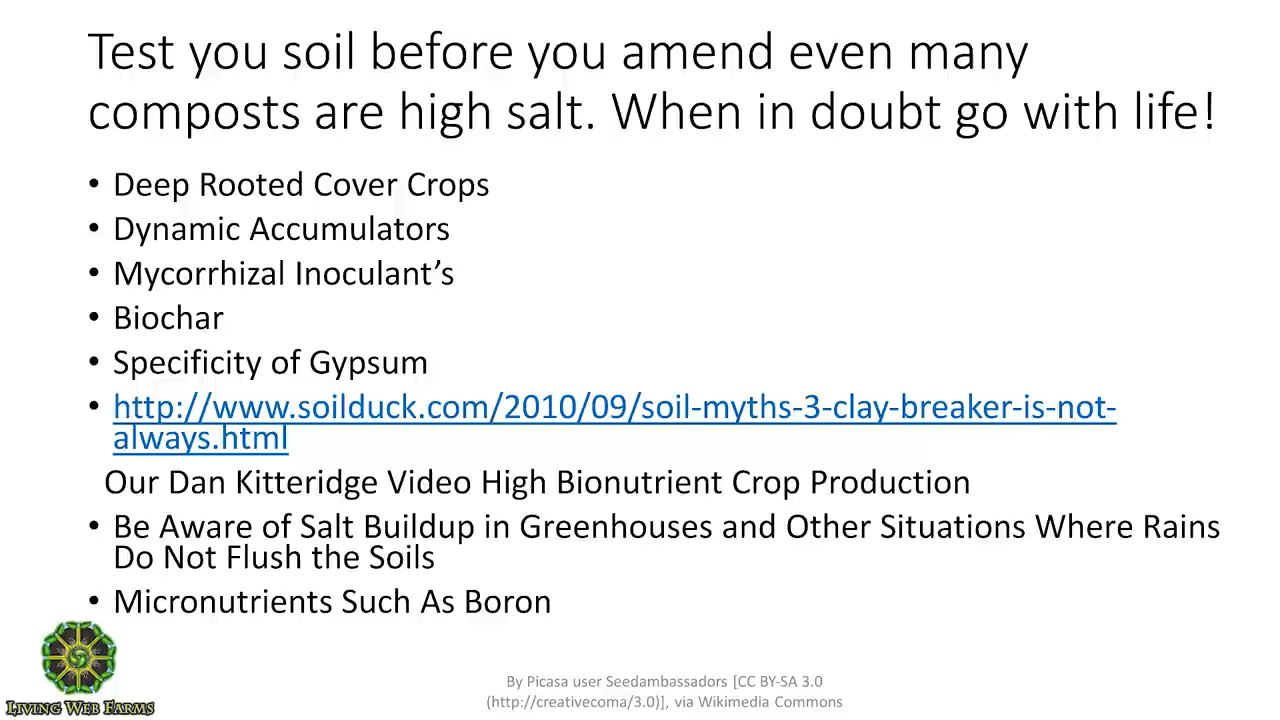 Test you soil before you amend even many
composts are high salt. When in doubt go with life!
• Deep Rooted Cover Crops
• Dynamic Accumulators
• Mycorrhizal Inoculant’s
• Biochar
• Specificity of Gypsum
• http://www.soilduck.com/2010/09/soil-myths-3-clay-breaker-is-not-
always.html
Our Dan Kitteridge Video High Bionutrient Crop Production
• Be Aware of Salt Buildup in Greenhouses and Other Situations Where Rains
Do Not Flush the Soils
• Micronutrients Such As Boron
LIVING WEB FARMS
By Picasa user Seedambassadors [CC BY-SA 3.0
(http://creativecoma/3.0)], via Wikimedia Commons